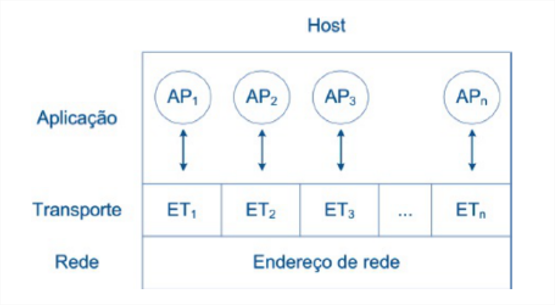 Host
Aplicação AP1 AP2 AP3 APn
Transporte ET1 ET2 ET3 ... ETn
Rede Endereço de rede